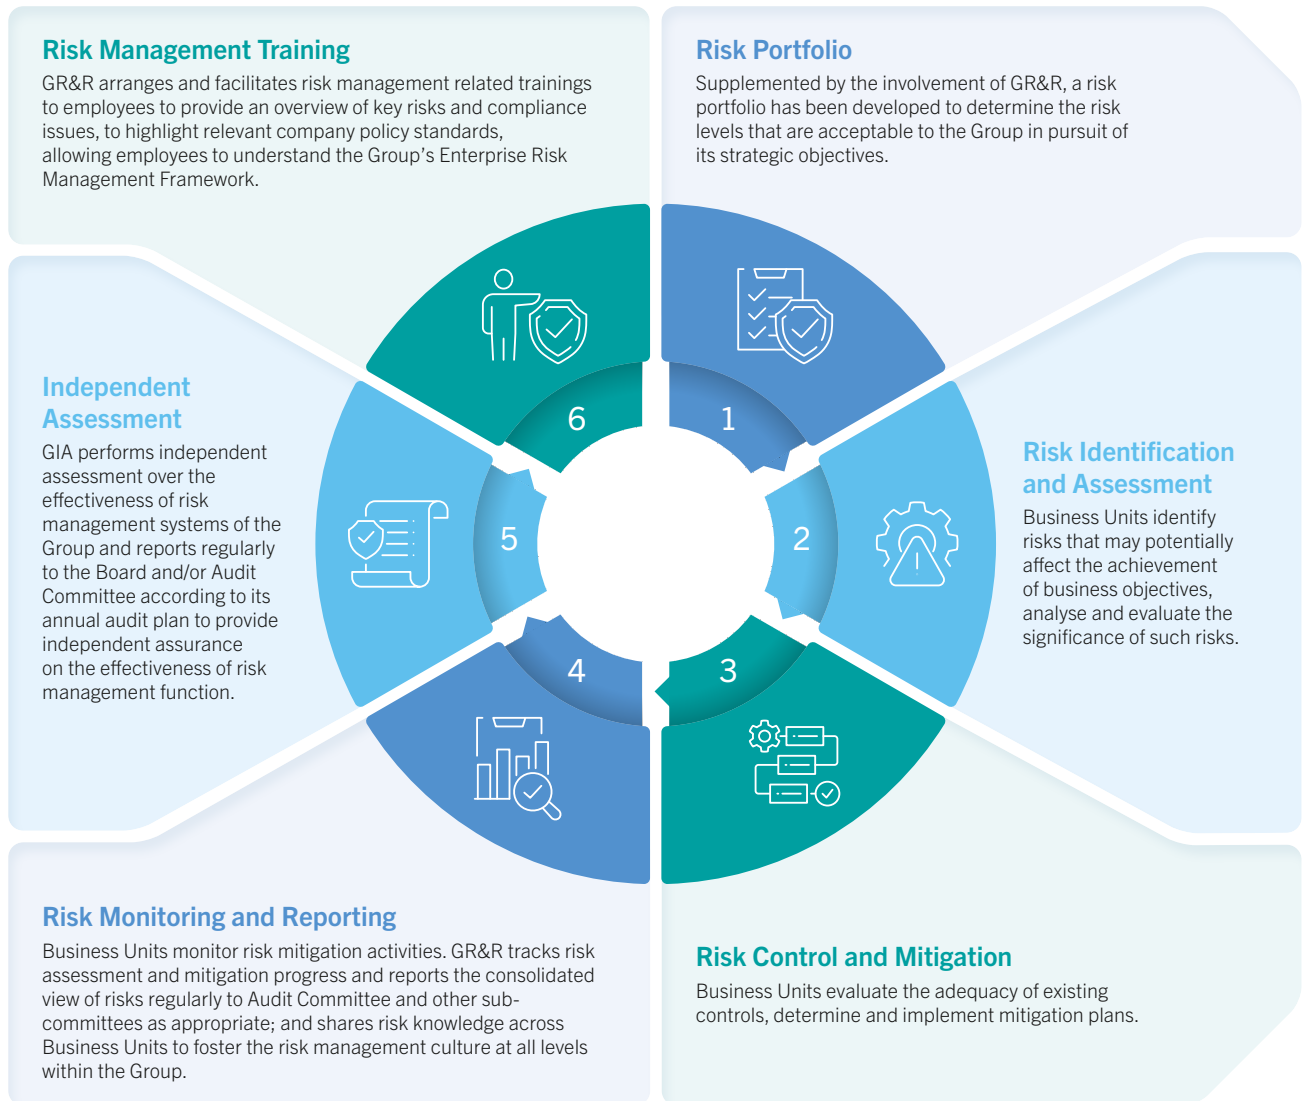 Risk Management Training
GR&R arranges and facilitates risk management related trainings
to employees to provide an overview of key risks and compliance
issues, to highlight relevant company policy standards,
allowing employees to understand the Group’s Enterprise Risk
Management Framework.
Risk Portfolio
Supplemented by the involvement of GR&R, a risk
portfolio has been developed to determine the risk
levels that are acceptable to the Group in pursuit of
its strategic objectives.
6
1
Independent
Assessment
GIA performs independent
assessment over the
effectiveness of risk
management systems of the
Group and reports regularly
to the Board and/or Audit
Committee according to its
annual audit plan to provide
independent assurance
on the effectiveness of risk
management function.
5
2
Risk Identification
and Assessment
Business Units identify
risks that may potentially
affect the achievement
of business objectives,
analyse and evaluate the
significance of such risks.
4
3
Risk Monitoring and Reporting
Business Units monitor risk mitigation activities. GR&R tracks risk
assessment and mitigation progress and reports the consolidated
view of risks regularly to Audit Committee and other sub-
committees as appropriate; and shares risk knowledge across
Business Units to foster the risk management culture at all levels
within the Group.
Risk Control and Mitigation
Business Units evaluate the adequacy of existing
controls, determine and implement mitigation plans.